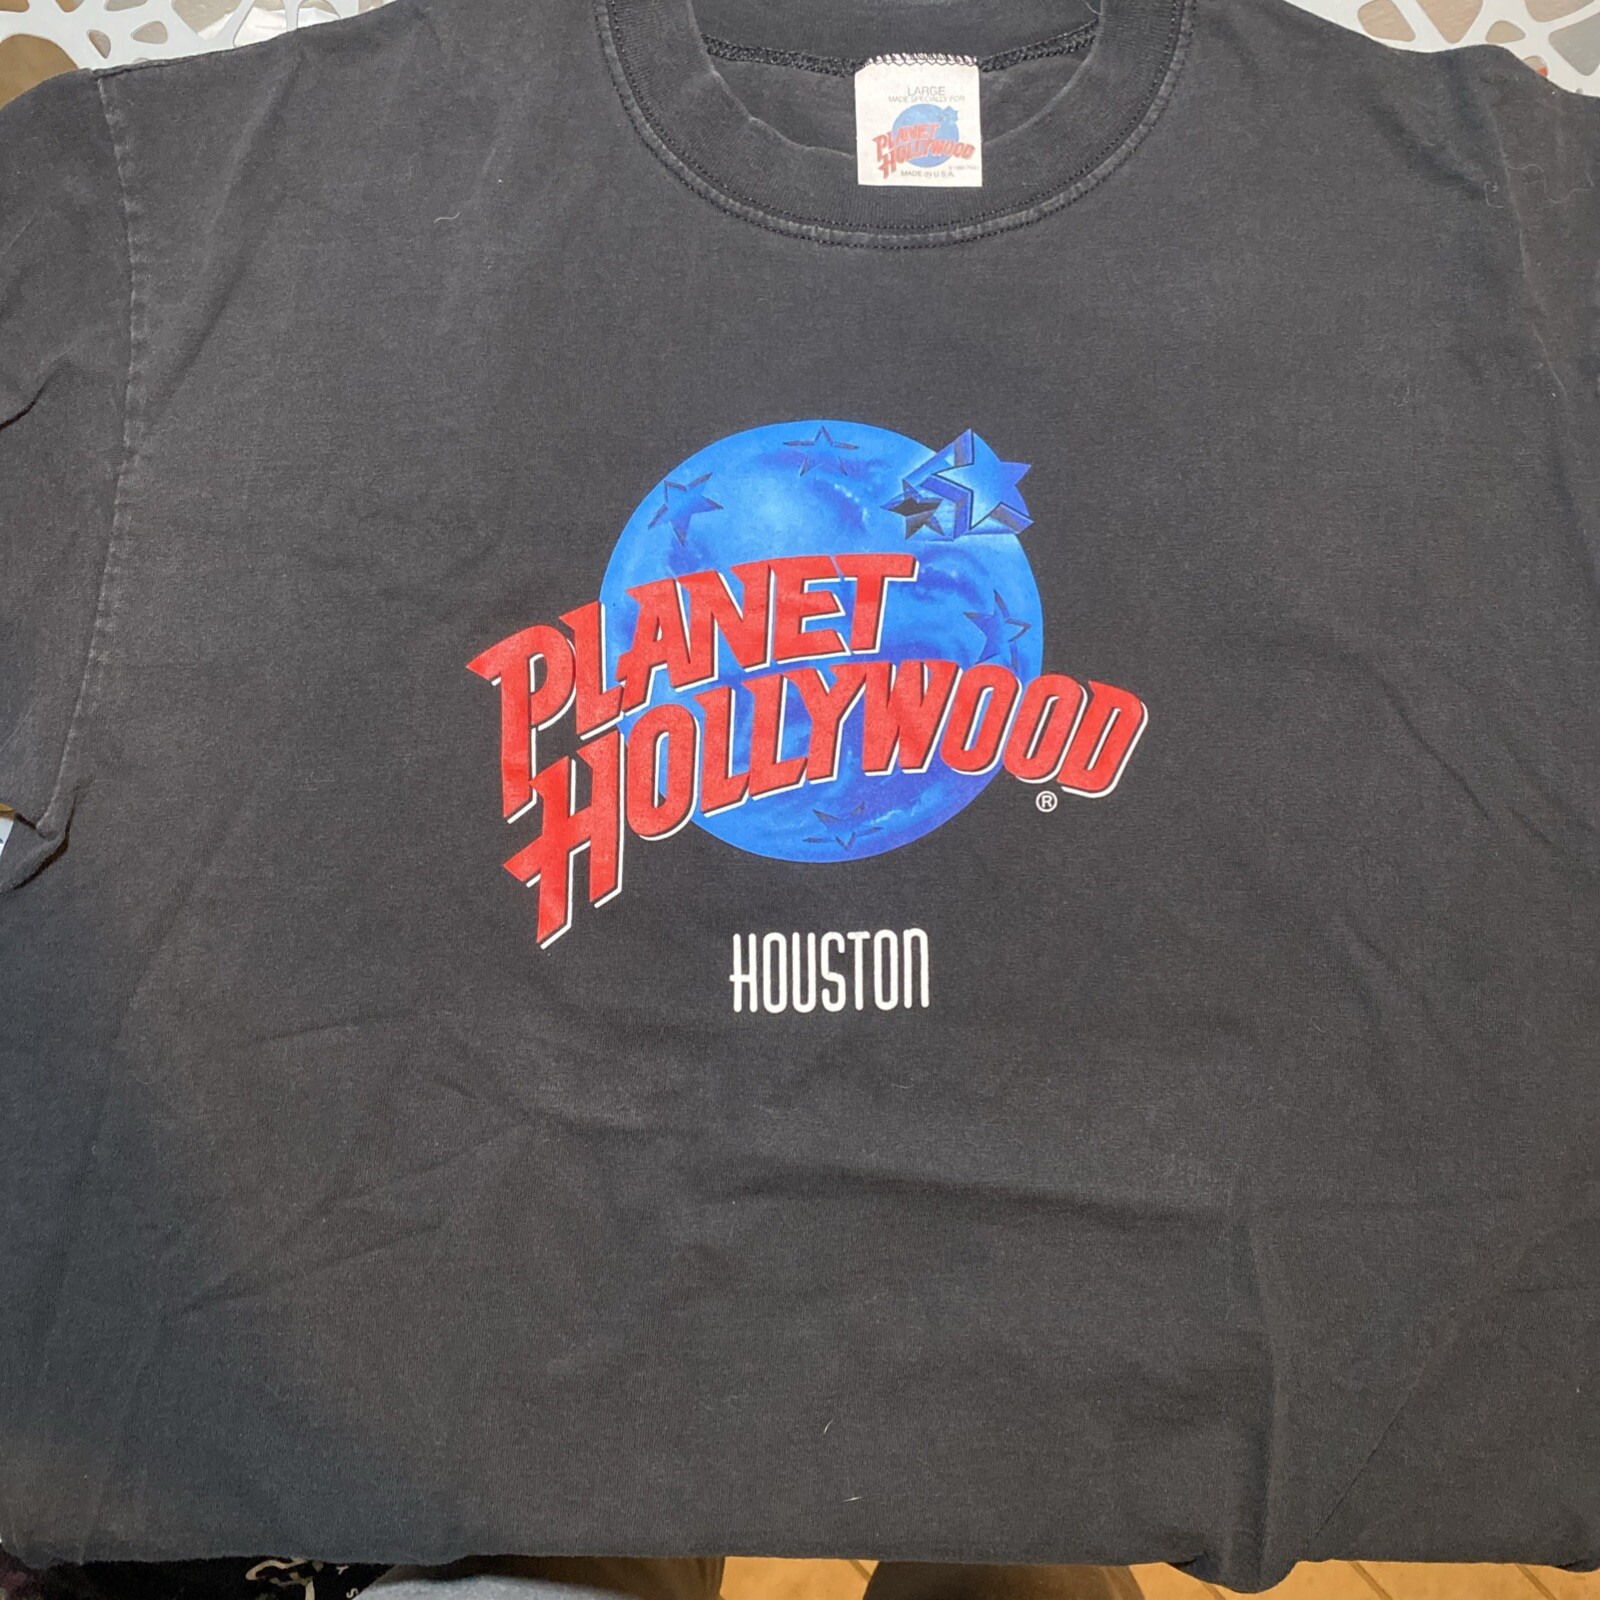 LARGE
MADE SPECIALLY FOR
PLANET
HOLLYWOOD
MADE IN U.S.A.
PLANET
HOLLYWOOD
®
HOUSTON